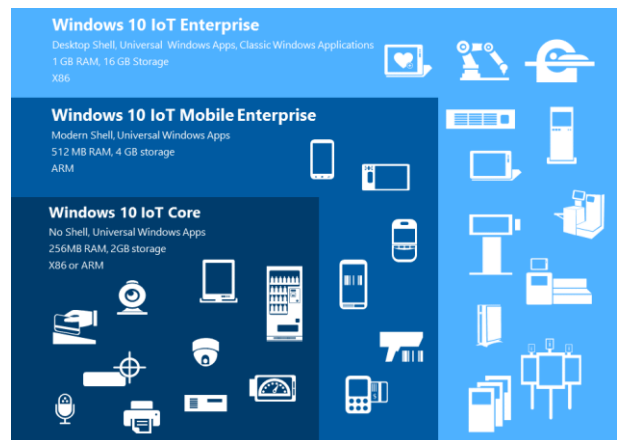 Windows 10 IoT Enterprise
Desktop Shell, Universal Windows Apps, Classic Windows Applications
1 GB RAM, 16 GB Storage
X86
Windows 10 IoT Mobile Enterprise
Modern Shell, Universal Windows Apps
512 MB RAM, 4 GB storage
ARM
Windows 10 IoT Core
No Shell, Universal Windows Apps
256MB RAM, 2GB storage
X86 or ARM